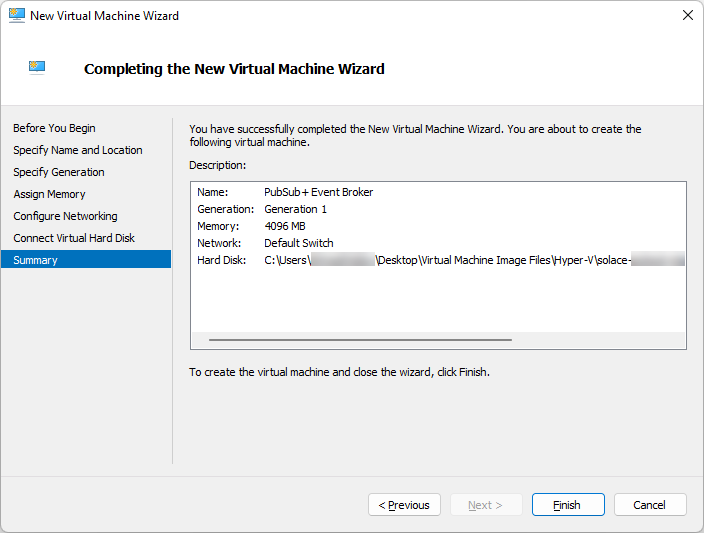 New Virtual Machine Wizard
Completing the New Virtual Machine Wizard
Before You Begin
Specify Name and Location
Specify Generation
Assign Memory
Configure Networking
Connect Virtual Hard Disk
Summary
You have successfully completed the New Virtual Machine Wizard. You are about to create the
following virtual machine.
Description:
Name: PubSub+ Event Broker
Generation: Generation 1
Memory: 4096 MB
Network: Default Switch
Hard Disk: C:\Users\ \Desktop\Virtual Machine Image Files\Hyper-V\solace-
To create the virtual machine and close the wizard, click Finish.
< Previous
Next >
Finish
Cancel